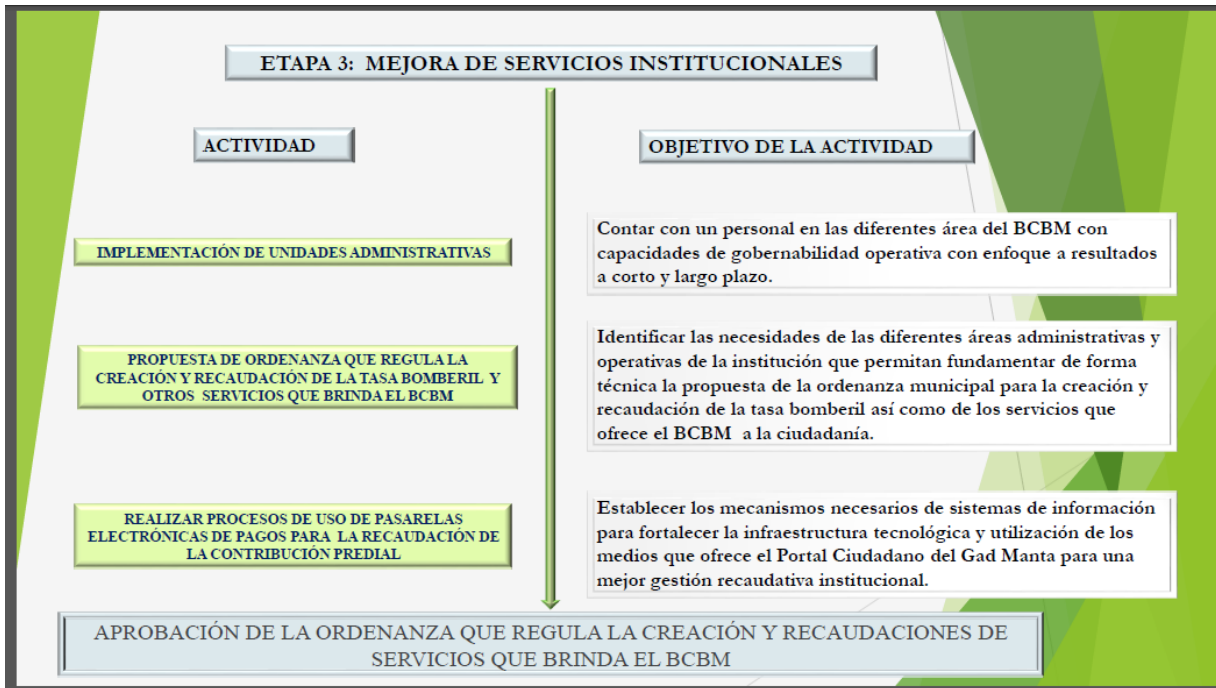 ETAPA 3: MEJORA DE SERVICIOS INSTITUCIONALES
ACTIVIDAD
OBJETIVO DE LA ACTIVIDAD
IMPLEMENTACIÓN DE UNIDADES ADMINISTRATIVAS
Contar con un personal en las diferentes área del BCBM con
capacidades de gobernabilidad operativa con enfoque a resultados
a corto y largo plazo.
PROPUESTA DE ORDENANZA QUE REGULA LA
CREACIÓN Y RECAUDACIÓN DE LA TASA BOMBERIL Y
OTROS SERVICIOS QUE BRINDA EL BCBM
Identificar las necesidades de las diferentes áreas administrativas y
operativas de la institución que permitan fundamentar de forma
técnica la propuesta de la ordenanza municipal para la creación y
recaudación de la tasa bomberil así como de los servicios que
ofrece el BCBM a la ciudadanía.
REALIZAR PROCESOS DE USO DE PASARELAS
ELECTRÓNICAS DE PAGOS PARA LA RECAUDACIÓN DE
LA CONTRIBUCIÓN PREDIAL
Establecer los mecanismos necesarios de sistemas de información
para fortalecer la infraestructura tecnológica y utilización de los
medios que ofrece el Portal Ciudadano del Gad Manta para una
mejor gestión recaudativa institucional.
APROBACIÓN DE LA ORDENANZA QUE REGULA LA CREACIÓN Y RECAUDACIONES DE
SERVICIOS QUE BRINDA EL BCBM